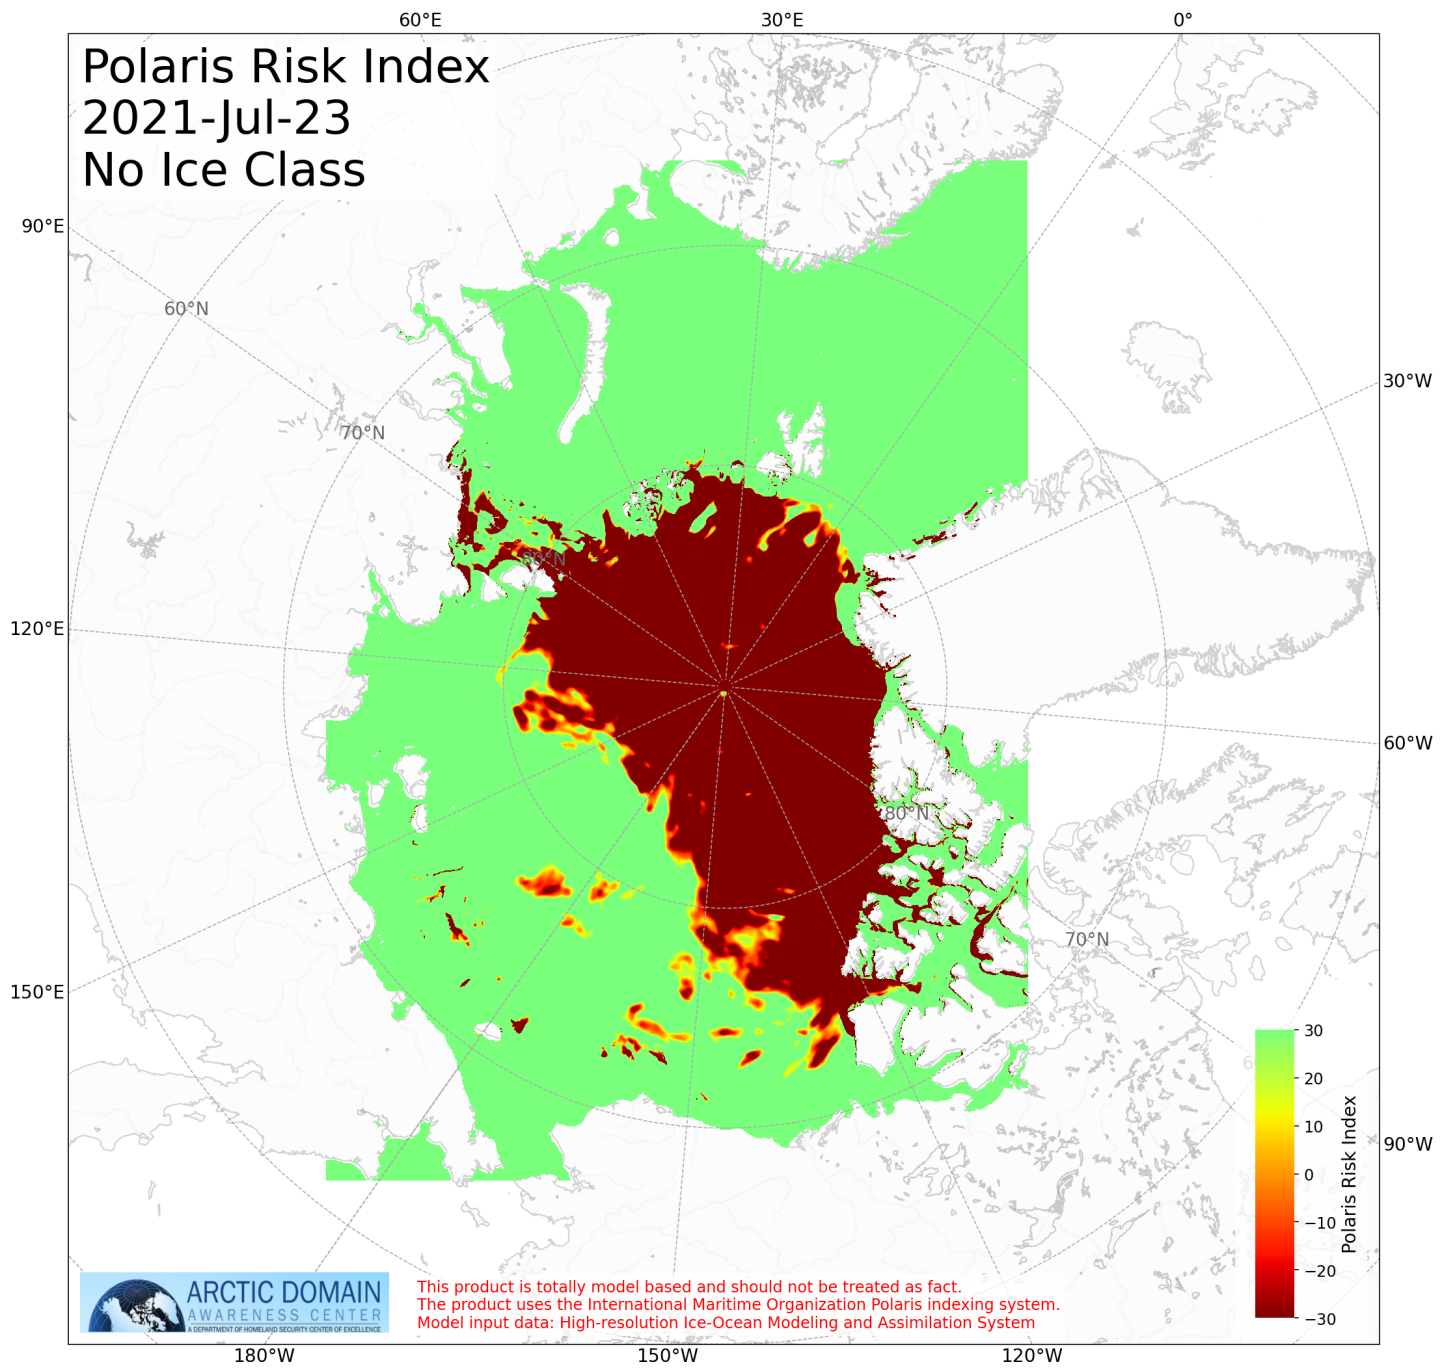 60°E 30°E 0°
Polaris Risk Index
2021-Jul-23
No Ice Class
90°E
60°N
30°W
70°N
80°N
120°E
60°W
80°N
70°N
150°E
30
20
10
0
−10
−20
−30
Polaris Risk Index
90°W
ARCTIC DOMAIN
AWARENESS CENTER
A DEPARTMENT OF HOMELAND SECURITY CENTER OF EXCELLENCE
This product is totally model based and should not be treated as fact.
The product uses the International Maritime Organization Polaris indexing system.
Model input data: High-resolution Ice-Ocean Modeling and Assimilation System
180°W 150°W 120°W